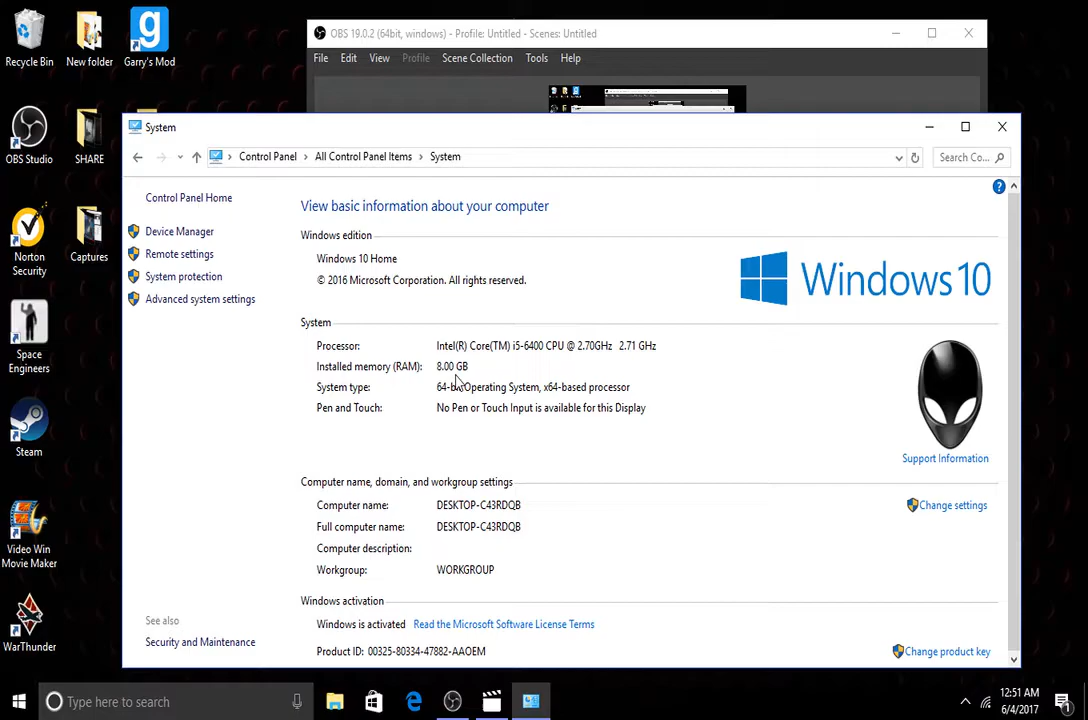 OBS 19.0.2 (64bit, windows) - Profile: Untitled - Scenes: Untitled
File Edit View Profile Scene Collection Tools Help
Recycle Bin
New folder
Garry's Mod
OBS Studio
SHARE
Norton Security
Captures
Space Engineers
Steam
Video Win Movie Maker
WarThunder
System
Control Panel > All Control Panel Items > System
Search Co...
Control Panel Home
Device Manager
Remote settings
System protection
Advanced system settings
See also
Security and Maintenance
View basic information about your computer
Windows edition
Windows 10 Home
© 2016 Microsoft Corporation. All rights reserved.
Windows 10
System
Processor: Intel(R) Core(TM) i5-6400 CPU @ 2.70GHz 2.71 GHz
Installed memory (RAM): 8.00 GB
System type: Operating System, x64-based processor
Pen and Touch: No Pen or Touch Input is available for this Display
Support Information
Computer name, domain, and workgroup settings
Computer name: DESKTOP-C43RDQB
Change settings
Full computer name: DESKTOP-C43RDQB
Computer description:
Workgroup: WORKGROUP
Windows activation
Windows is activated Read the Microsoft Software License Terms
Product ID: 00325-80334-47882-AAOEM
Change product key
Type here to search
12:51 AM
6/4/2017
1